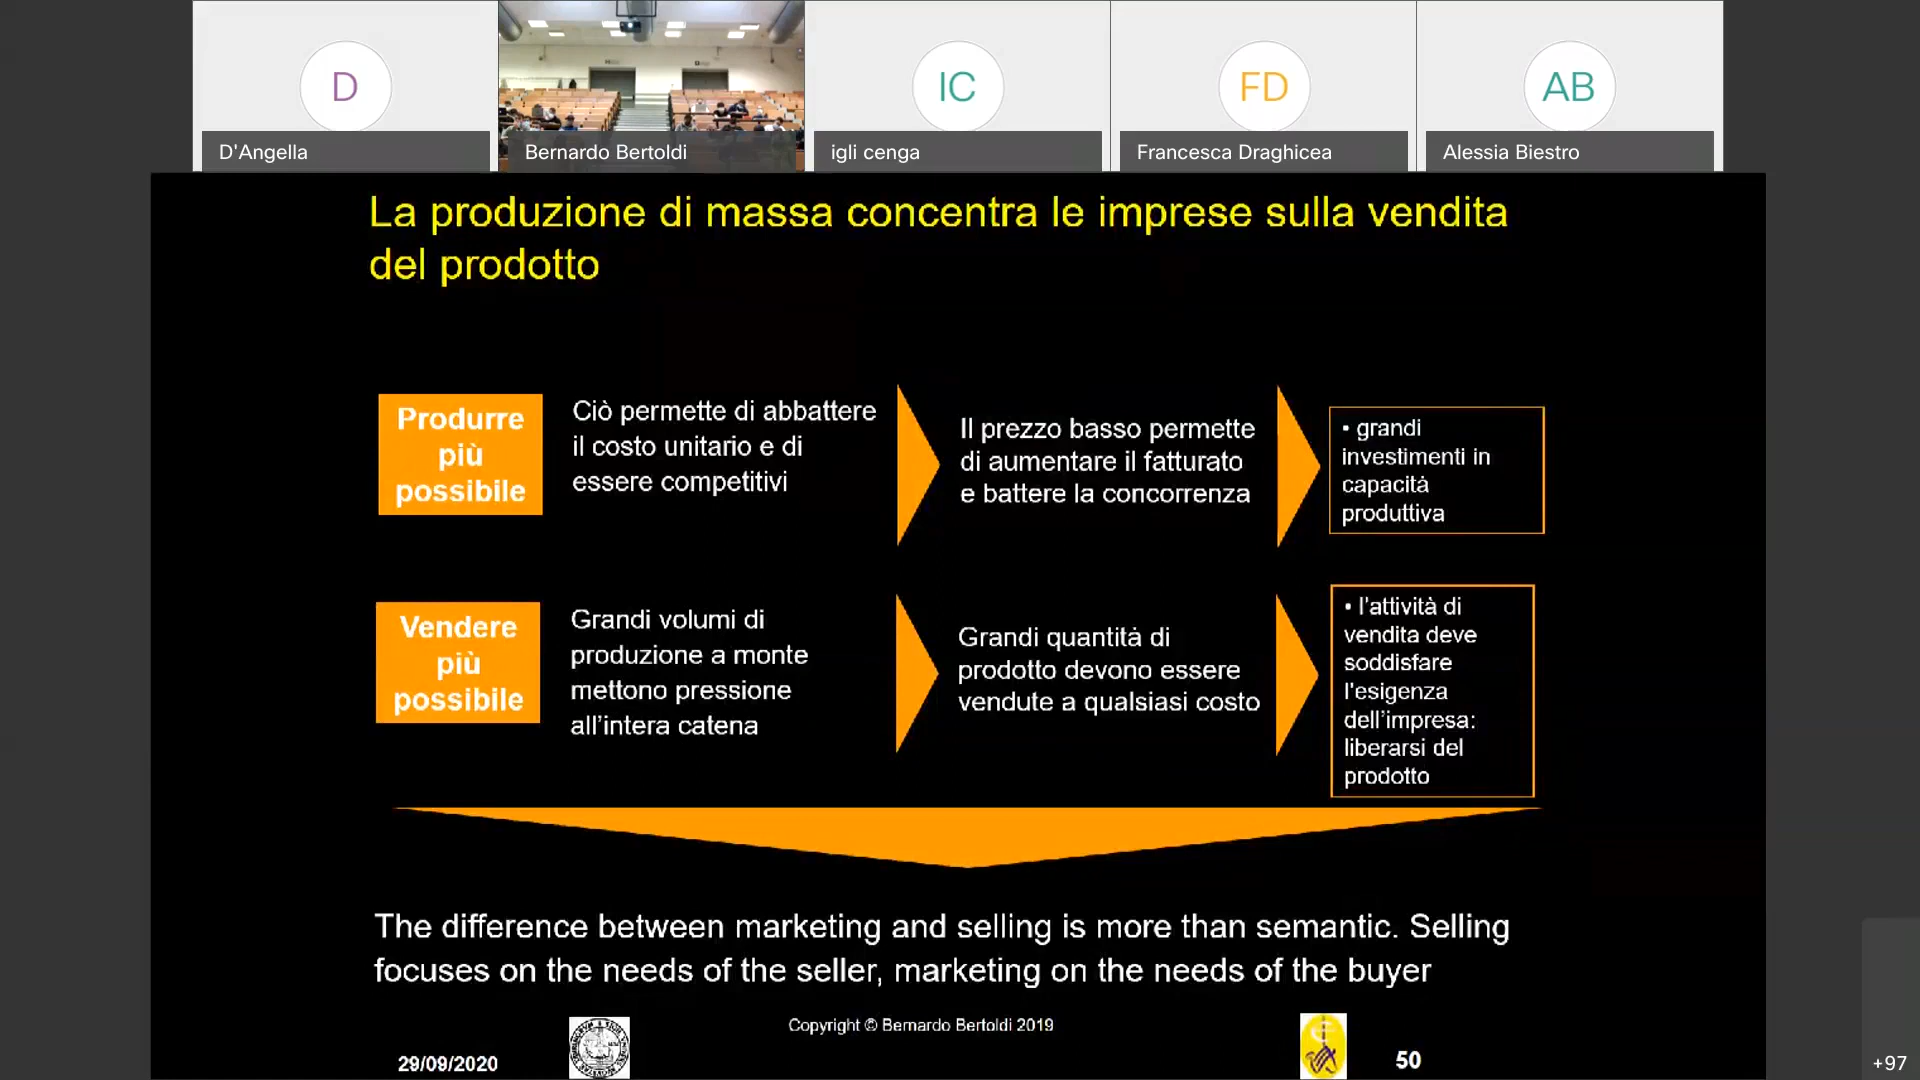 D
IC
FD
AB
D'Angella
Bernardo Bertoldi
igli cenga
Francesca Draghicea
Alessia Biestro
La produzione di massa concentra le imprese sulla vendita
del prodotto
Produrre
più
possibile
Ciò permette di abbattere
il costo unitario e di
essere competitivi
Il prezzo basso permette
di aumentare il fatturato
e battere la concorrenza
• grandi
investimenti in
capacità
produttiva
Vendere
più
possibile
Grandi volumi di
produzione a monte
mettono pressione
all'intera catena
Grandi quantità di
prodotto devono essere
vendute a qualsiasi costo
• l'attività di
vendita deve
soddisfare
l'esigenza
dell'impresa:
liberarsi del
prodotto
The difference between marketing and selling is more than semantic. Selling
focuses on the needs of the seller, marketing on the needs of the buyer
Copyright © Bernardo Bertoldi 2019
29/09/2020
50
+97